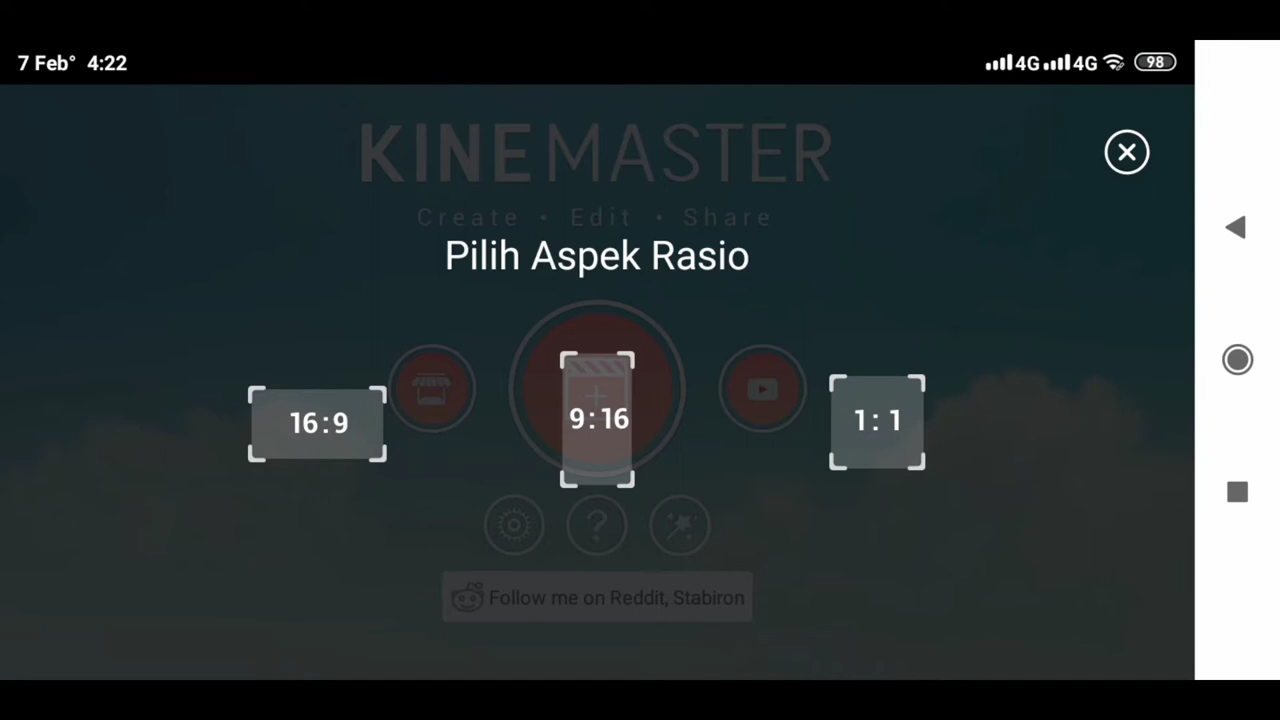 7 Feb° 4:22
4G 4G 98
KINEMASTER
Create • Edit • Share
Pilih Aspek Rasio
16:9
9:16
1:1
?
Follow me on Reddit, Stabiron